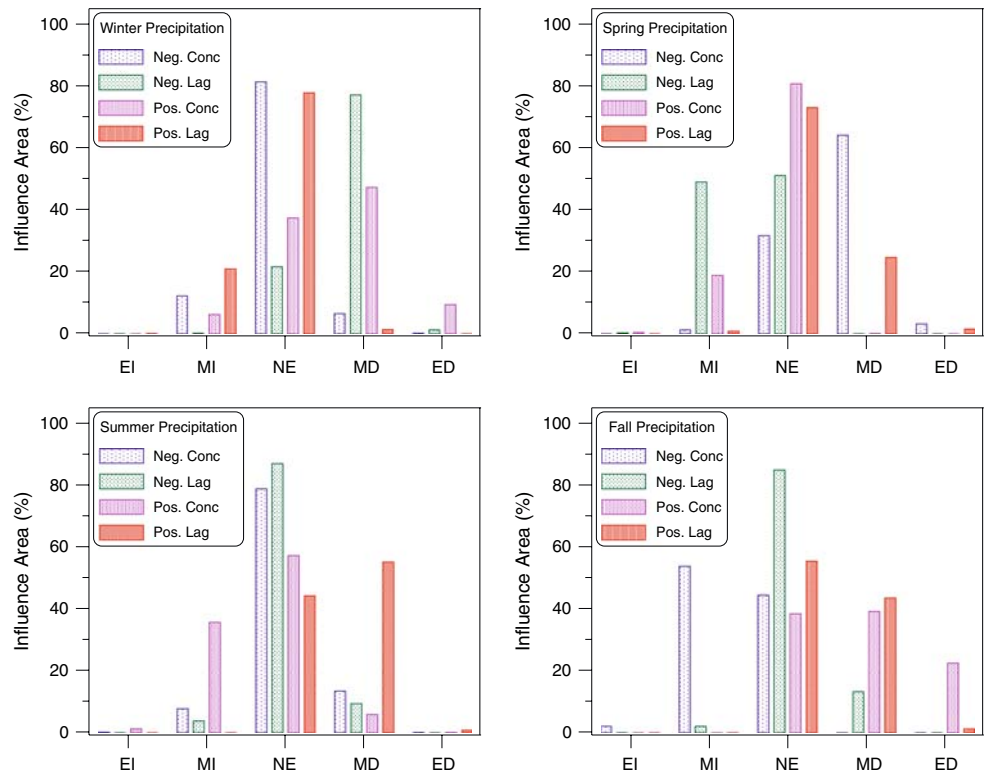 Winter Precipitation
Neg. Conc
Neg. Lag
Pos. Conc
Pos. Lag
Influence Area (%)
100
80
60
40
20
0
EI MI NE MD ED
Spring Precipitation
Neg. Conc
Neg. Lag
Pos. Conc
Pos. Lag
Influence Area (%)
100
80
60
40
20
0
EI MI NE MD ED
Summer Precipitation
Neg. Conc
Neg. Lag
Pos. Conc
Pos. Lag
Influence Area (%)
100
80
60
40
20
0
EI MI NE MD ED
Fall Precipitation
Neg. Conc
Neg. Lag
Pos. Conc
Pos. Lag
Influence Area (%)
100
80
60
40
20
0
EI MI NE MD ED